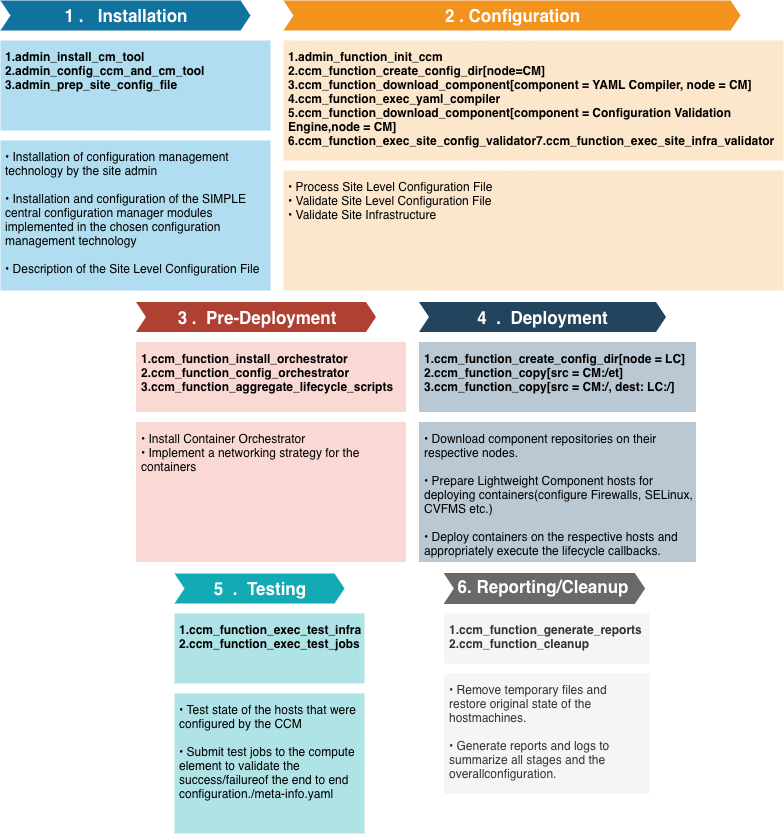 1 . Installation
1.admin_install_cm_tool
2.admin_config_ccm_and_cm_tool
3.admin_prep_site_config_file
• Installation of configuration management
technology by the site admin
• Installation and configuration of the SIMPLE
central configuration manager modules
implemented in the chosen configuration
management technology
• Description of the Site Level Configuration File
2 . Configuration
1.admin_function_init_ccm
2.ccm_function_create_config_dir[node=CM]
3.ccm_function_download_component[component = YAML Compiler, node = CM]
4.ccm_function_exec_yaml_compiler
5.ccm_function_download_component[component = Configuration Validation
Engine,node = CM]
6.ccm_function_exec_site_config_validator7.ccm_function_exec_site_infra_validator
• Process Site Level Configuration File
• Validate Site Level Configuration File
• Validate Site Infrastructure
3 . Pre-Deployment
1.ccm_function_install_orchestrator
2.ccm_function_config_orchestrator
3.ccm_function_aggregate_lifecycle_scripts
• Install Container Orchestrator
• Implement a networking strategy for the
containers
4 . Deployment
1.ccm_function_create_config_dir[node = LC]
2.ccm_function_copy[src = CM:/et]
3.ccm_function_copy[src = CM:/, dest: LC:/]
• Download component repositories on their
respective nodes.
• Prepare Lightweight Component hosts for
deploying containers(configure Firewalls, SELinux,
CVFMS etc.)
• Deploy containers on the respective hosts and
appropriately execute the lifecycle callbacks.
5 . Testing
1.ccm_function_exec_test_infra
2.ccm_function_exec_test_jobs
• Test state of the hosts that were
configured by the CCM
• Submit test jobs to the compute
element to validate the
success/failureof the end to end
configuration./meta-info.yaml
6. Reporting/Cleanup
1.ccm_function_generate_reports
2.ccm_function_cleanup
• Remove temporary files and
restore original state of the
hostmachines.
• Generate reports and logs to
summarize all stages and the
overallconfiguration.